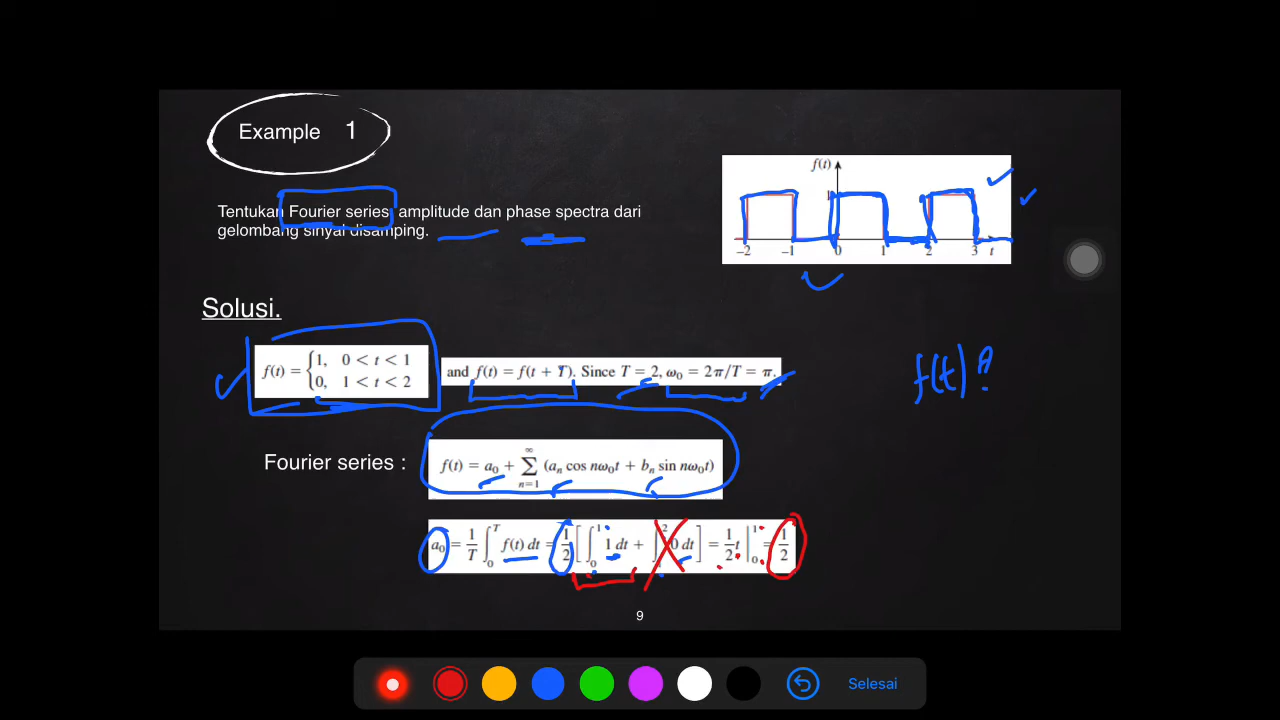 Example 1
Tentukan Fourier series, amplitude dan phase spectra dari
gelombang sinyal disamping.
f(t)
1
-2 -1 0 1 2 3 t
Solusi.
f(t) = {1, 0 < t < 1
0, 1 < t < 2
and f(t) = f(t + T). Since T = 2, ω₀ = 2π/T = π.
f(t)?
Fourier series :
f(t) = a₀ + ∑ₙ₌₁^∞ (aₙ cos nω₀t + bₙ sin nω₀t)
a₀ = 1/T ∫₀^T f(t) dt = 1/2 [∫₀^1 1 dt + ∫^2 0 dt] = 1/2 t |₀^1 = 1/2
9
Selesai